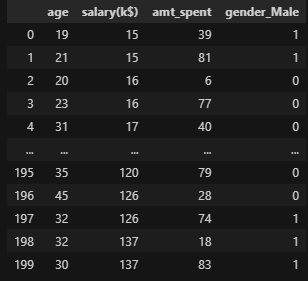 age salary(k$) amt_spent gender_Male
0 19 15 39 1
1 21 15 81 1
2 20 16 6 0
3 23 16 77 0
4 31 17 40 0
... ... ... ... ...
195 35 120 79 0
196 45 126 28 0
197 32 126 74 1
198 32 137 18 1
199 30 137 83 1